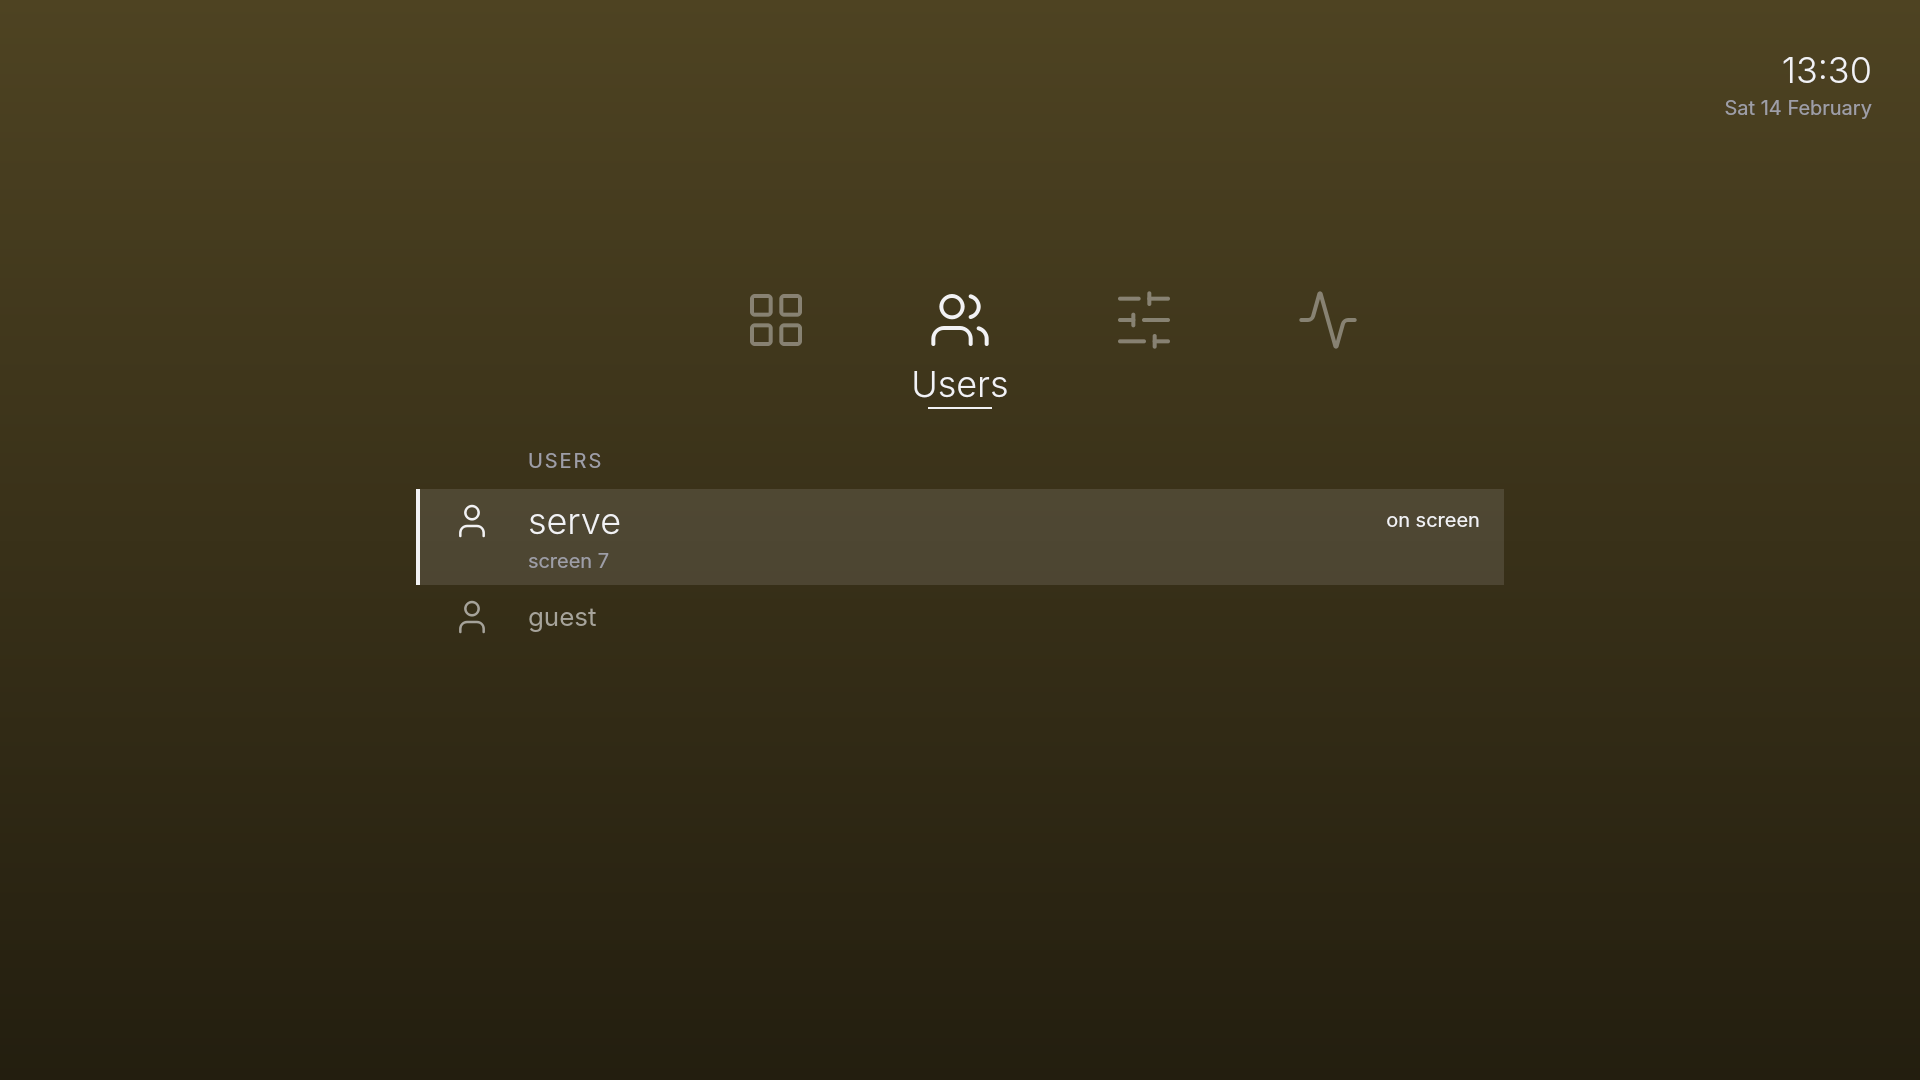 13:30
Sat 14 February
Users
USERS
serve
on screen
screen 7
guest